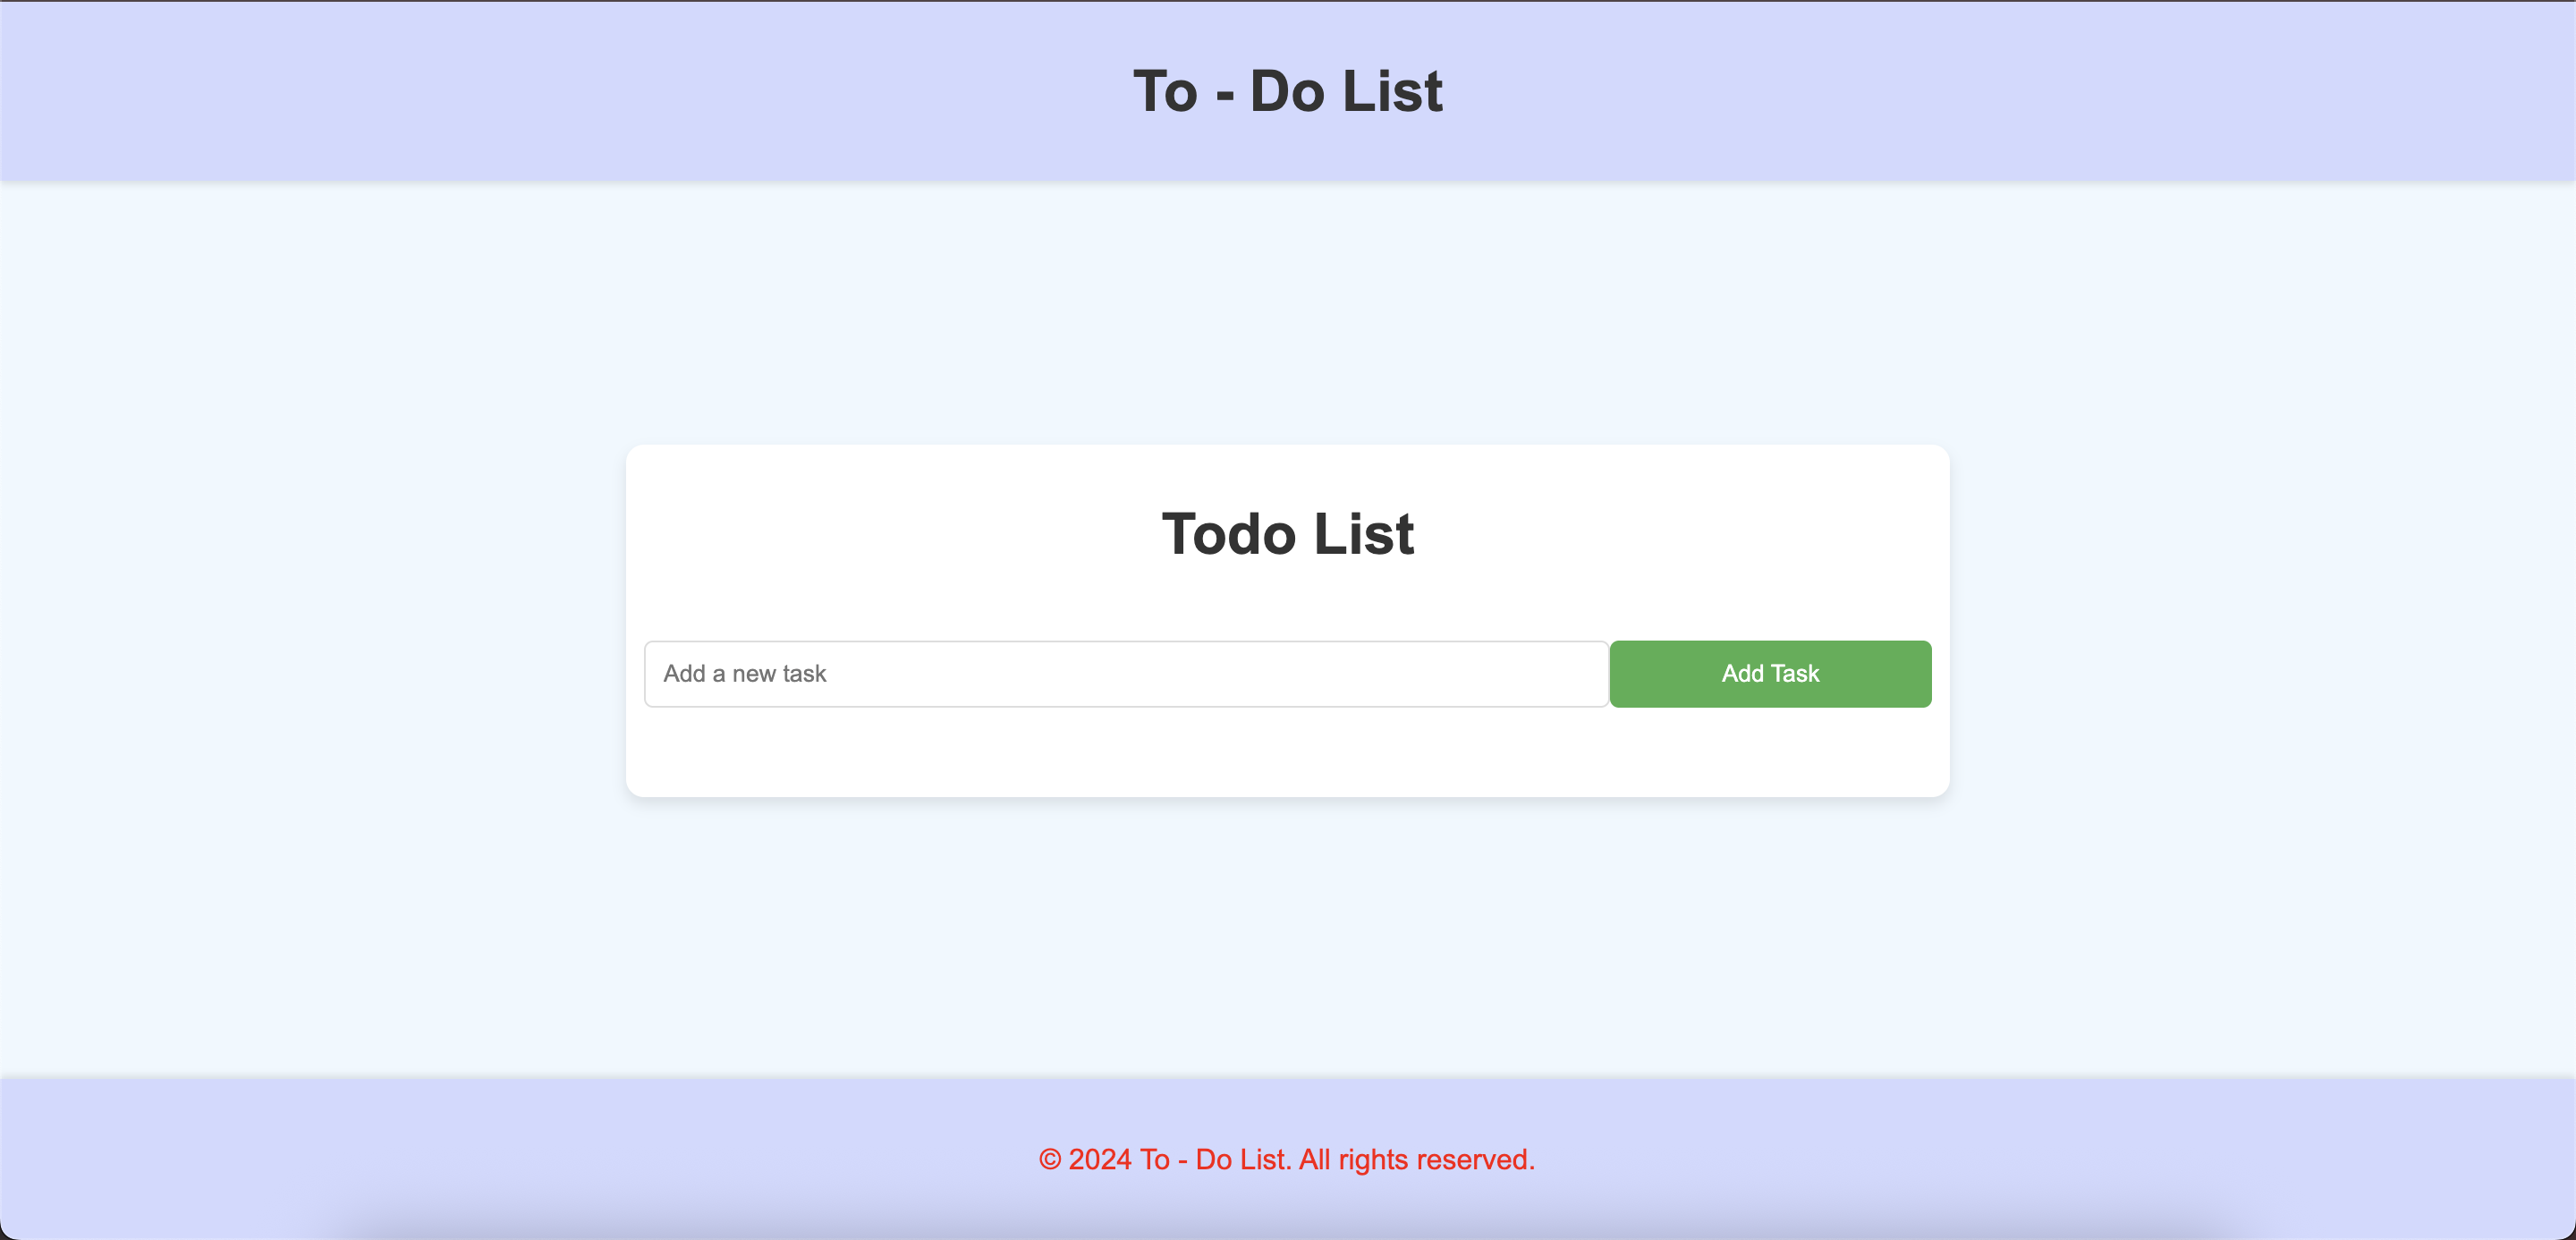 To - Do List
Todo List
Add a new task
Add Task
© 2024 To - Do List. All rights reserved.